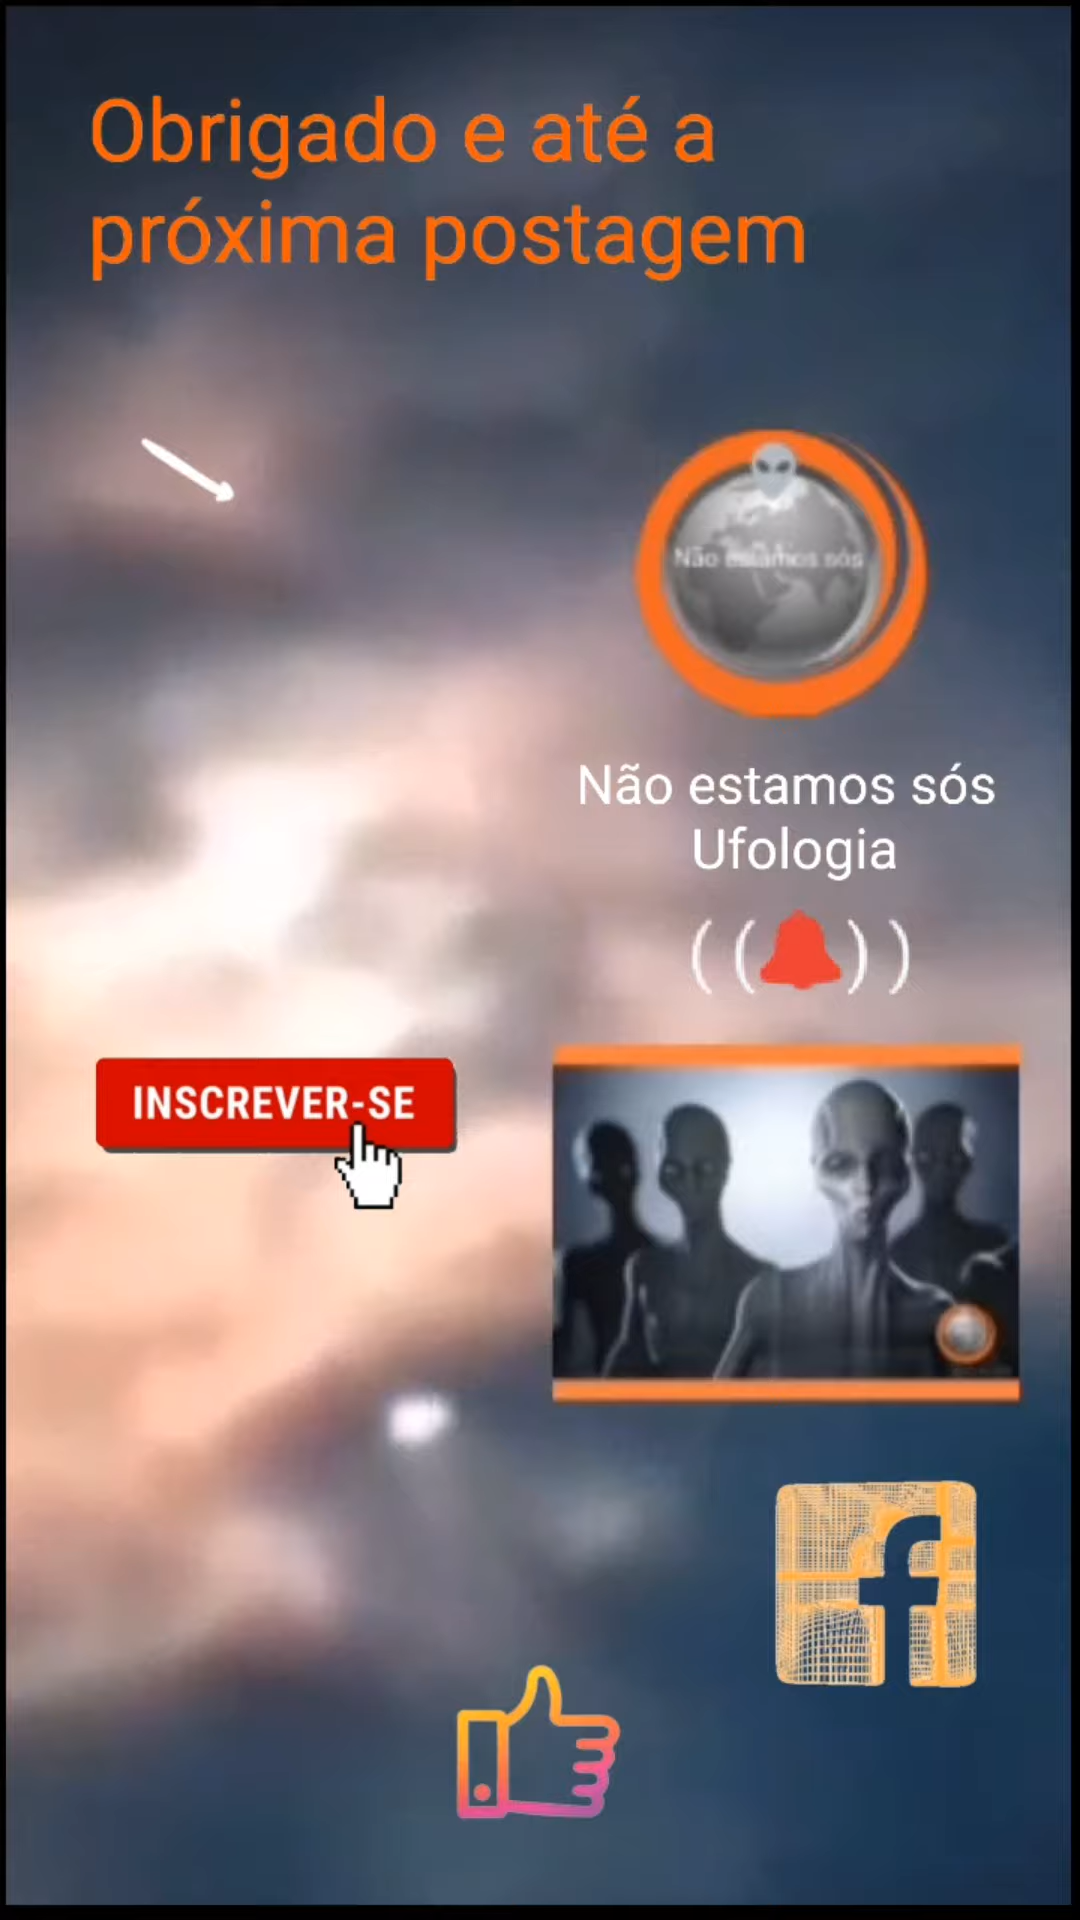 Obrigado e até a
próxima postagem
Não estamos sós
Não estamos sós
Ufologia
INSCREVER-SE